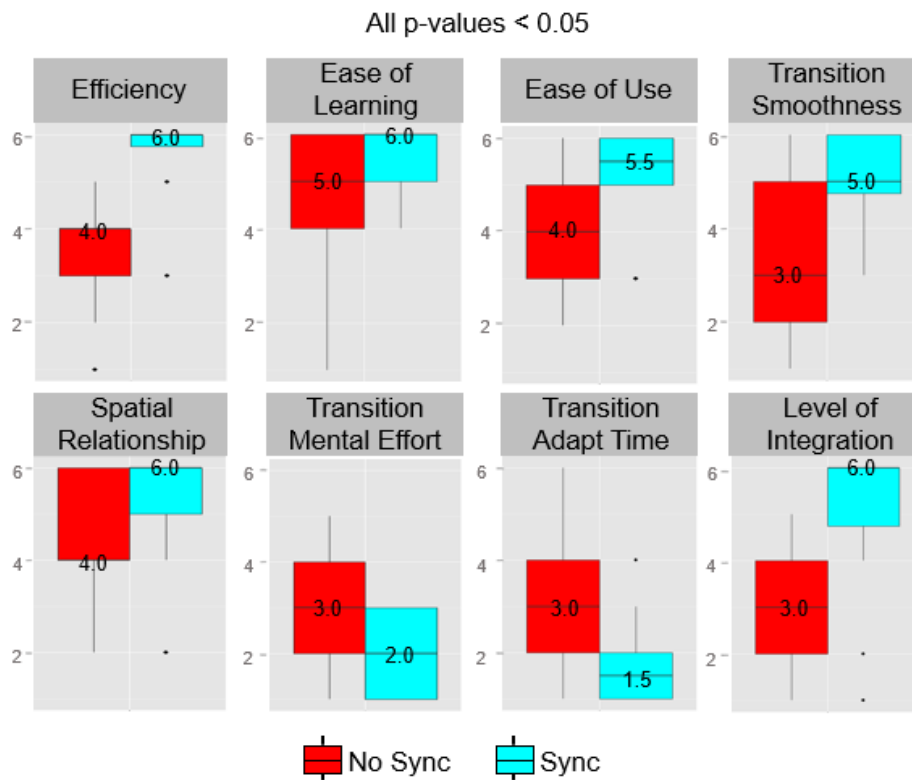 All p-values < 0.05
Efficiency
6
4
2
4.0
6.0
Ease of
Learning
6
4
2
5.0
6.0
Ease of Use
6
4
2
4.0
5.5
Transition
Smoothness
6
4
2
3.0
5.0
Spatial
Relationship
6
4
2
4.0
6.0
Transition
Mental Effort
6
4
2
3.0
2.0
Transition
Adapt Time
6
4
2
3.0
1.5
Level of
Integration
6
4
2
3.0
6.0
No Sync
Sync